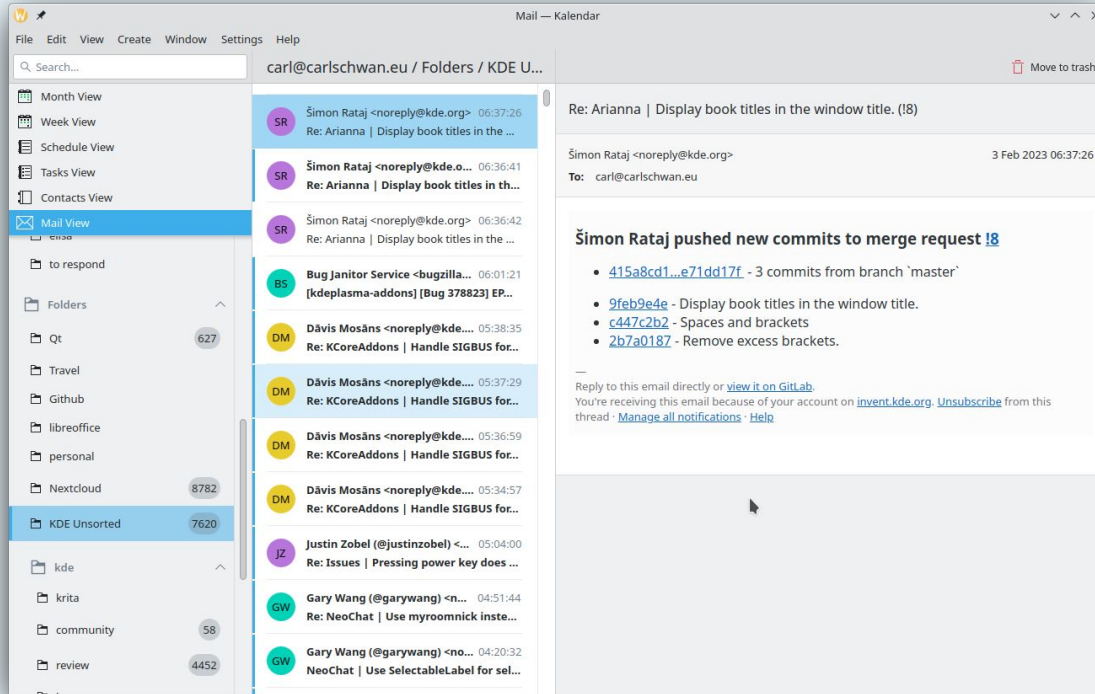 Mail — Kalendar
File Edit View Create Window Settings Help
Search...
carl@carlschwan.eu / Folders / KDE U...
Move to trash
Month View
Week View
Schedule View
Tasks View
Contacts View
Mail View
elisa
to respond
Folders
Qt 627
Travel
Github
libreoffice
personal
Nextcloud 8782
KDE Unsorted 7620
kde
krita
community 58
review 4452
SR
Šimon Rataj <noreply@kde.org> 06:37:26
Re: Arianna | Display book titles in the ...
SR
Šimon Rataj <noreply@kde.o... 06:36:41
Re: Arianna | Display book titles in th...
SR
Šimon Rataj <noreply@kde.org> 06:36:42
Re: Arianna | Display book titles in the ...
BS
Bug Janitor Service <bugzilla... 06:01:21
[kdeplasma-addons] [Bug 378823] EP...
DM
Dāvis Mosāns <noreply@kde.... 05:38:35
Re: KCoreAddons | Handle SIGBUS for...
DM
Dāvis Mosāns <noreply@kde.... 05:37:29
Re: KCoreAddons | Handle SIGBUS for...
DM
Dāvis Mosāns <noreply@kde.... 05:36:59
Re: KCoreAddons | Handle SIGBUS for...
DM
Dāvis Mosāns <noreply@kde.... 05:34:57
Re: KCoreAddons | Handle SIGBUS for...
JZ
Justin Zobel (@justinzobel) <... 05:04:00
Re: Issues | Pressing power key does ...
GW
Gary Wang (@garywang) <n... 04:51:44
Re: NeoChat | Use myroomnick inste...
GW
Gary Wang (@garywang) <no... 04:20:32
NeoChat | Use SelectableLabel for sel...
Re: Arianna | Display book titles in the window title. (!8)
Šimon Rataj <noreply@kde.org> 3 Feb 2023 06:37:26
To: carl@carlschwan.eu
Šimon Rataj pushed new commits to merge request !8
415a8cd1...e71dd17f - 3 commits from branch `master`
9feb9e4e - Display book titles in the window title.
c447c2b2 - Spaces and brackets
2b7a0187 - Remove excess brackets.
—
Reply to this email directly or view it on GitLab.
You're receiving this email because of your account on invent.kde.org. Unsubscribe from this
thread · Manage all notifications · Help